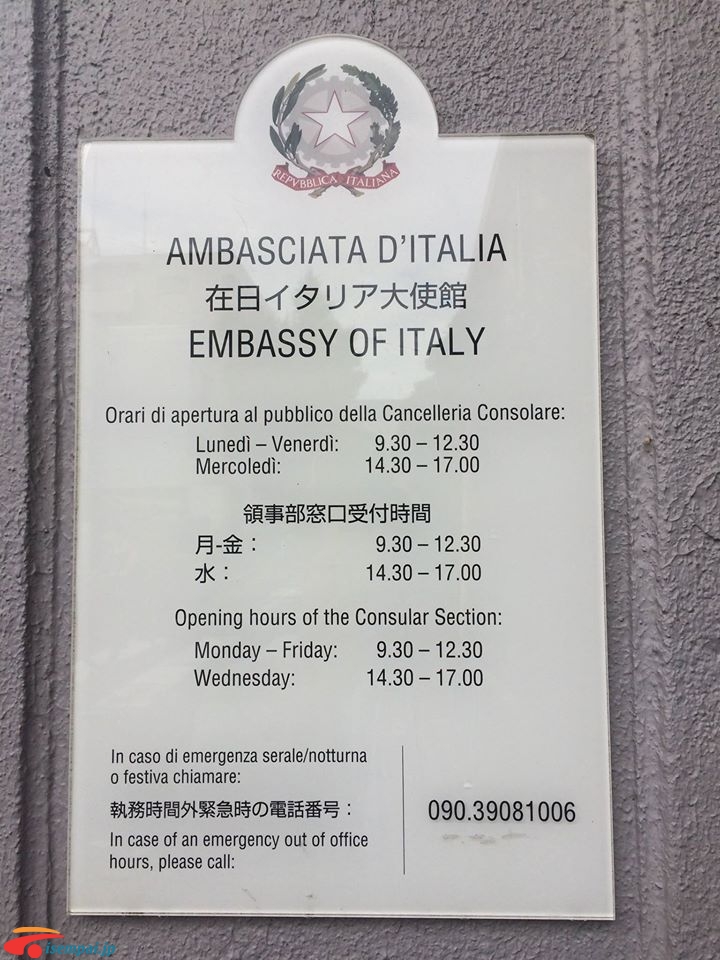 REPVBBLICA ITALIANA
AMBASCIATA D'ITALIA
在日イタリア大使館
EMBASSY OF ITALY
Orari di apertura al pubblico della Cancelleria Consolare:
Lunedì – Venerdì: 9.30 – 12.30
Mercoledì: 14.30 – 17.00
領事部窓口受付時間
月-金： 9.30 – 12.30
水： 14.30 – 17.00
Opening hours of the Consular Section:
Monday – Friday: 9.30 – 12.30
Wednesday: 14.30 – 17.00
In caso di emergenza serale/notturna
o festiva chiamare:
執務時間外緊急時の電話番号：
In case of an emergency out of office
hours, please call:
090.39081006